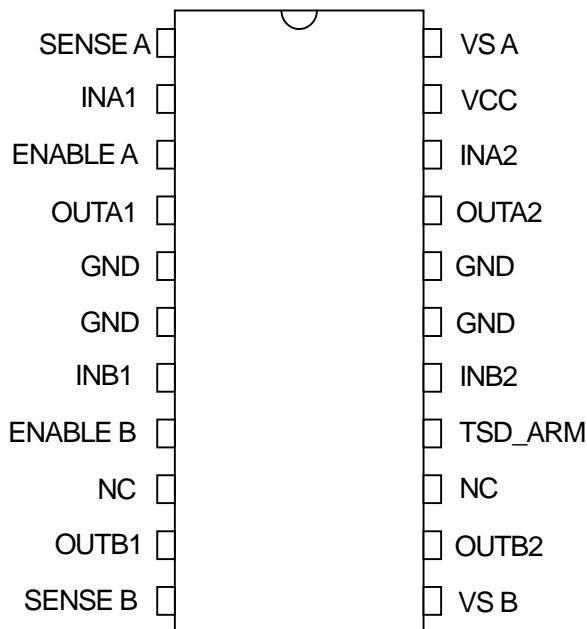 SENSE A VS A
INA1 VCC
ENABLE A INA2
OUTA1 OUTA2
GND GND
GND GND
INB1 INB2
ENABLE B TSD_ARM
NC NC
OUTB1 OUTB2
SENSE B VS B